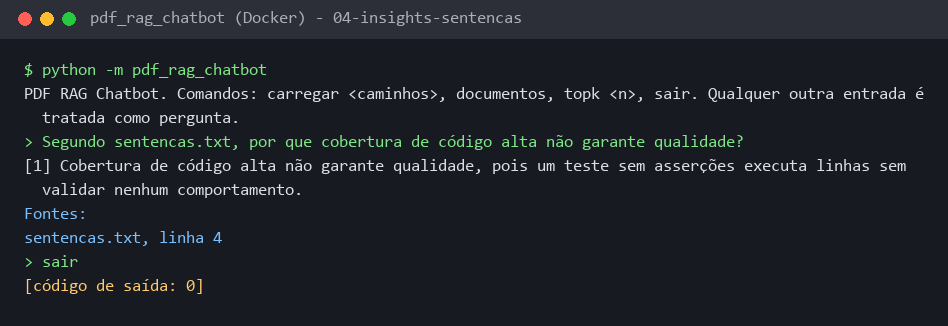 pdf_rag_chatbot (Docker) - 04-insights-sentencas
$ python -m pdf_rag_chatbot
PDF RAG Chatbot. Comandos: carregar <caminhos>, documentos, topk <n>, sair. Qualquer outra entrada é
tratada como pergunta.
> Segundo sentencas.txt, por que cobertura de código alta não garante qualidade?
[1] Cobertura de código alta não garante qualidade, pois um teste sem asserções executa linhas sem
validar nenhum comportamento.
Fontes:
sentencas.txt, linha 4
> sair
[código de saída: 0]